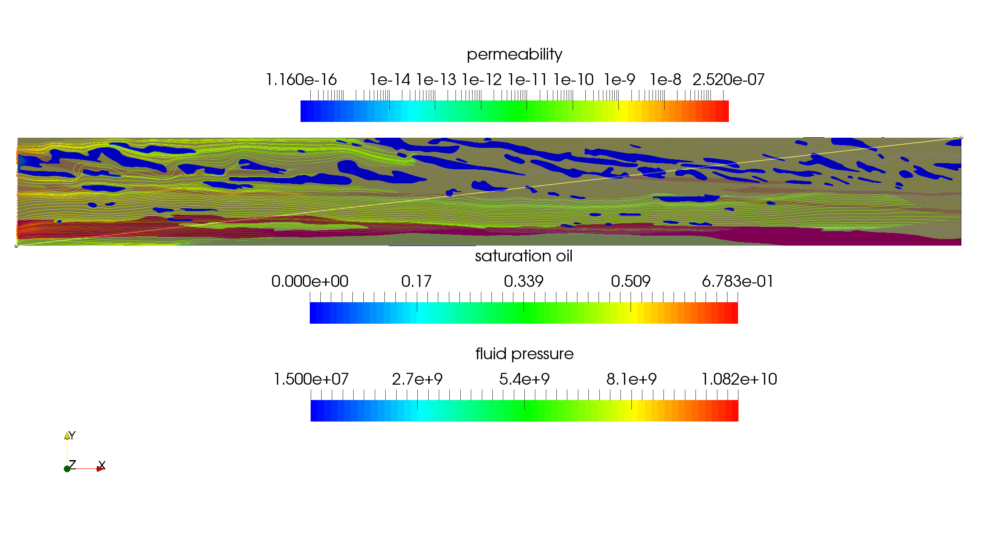 permeability
1.160e-16 1e-14 1e-13 1e-12 1e-11 1e-10 1e-9 1e-8 2.520e-07
saturation oil
0.000e+00 0.17 0.339 0.509 6.783e-01
fluid pressure
1.500e+07 2.7e+9 5.4e+9 8.1e+9 1.082e+10
Y
Z X